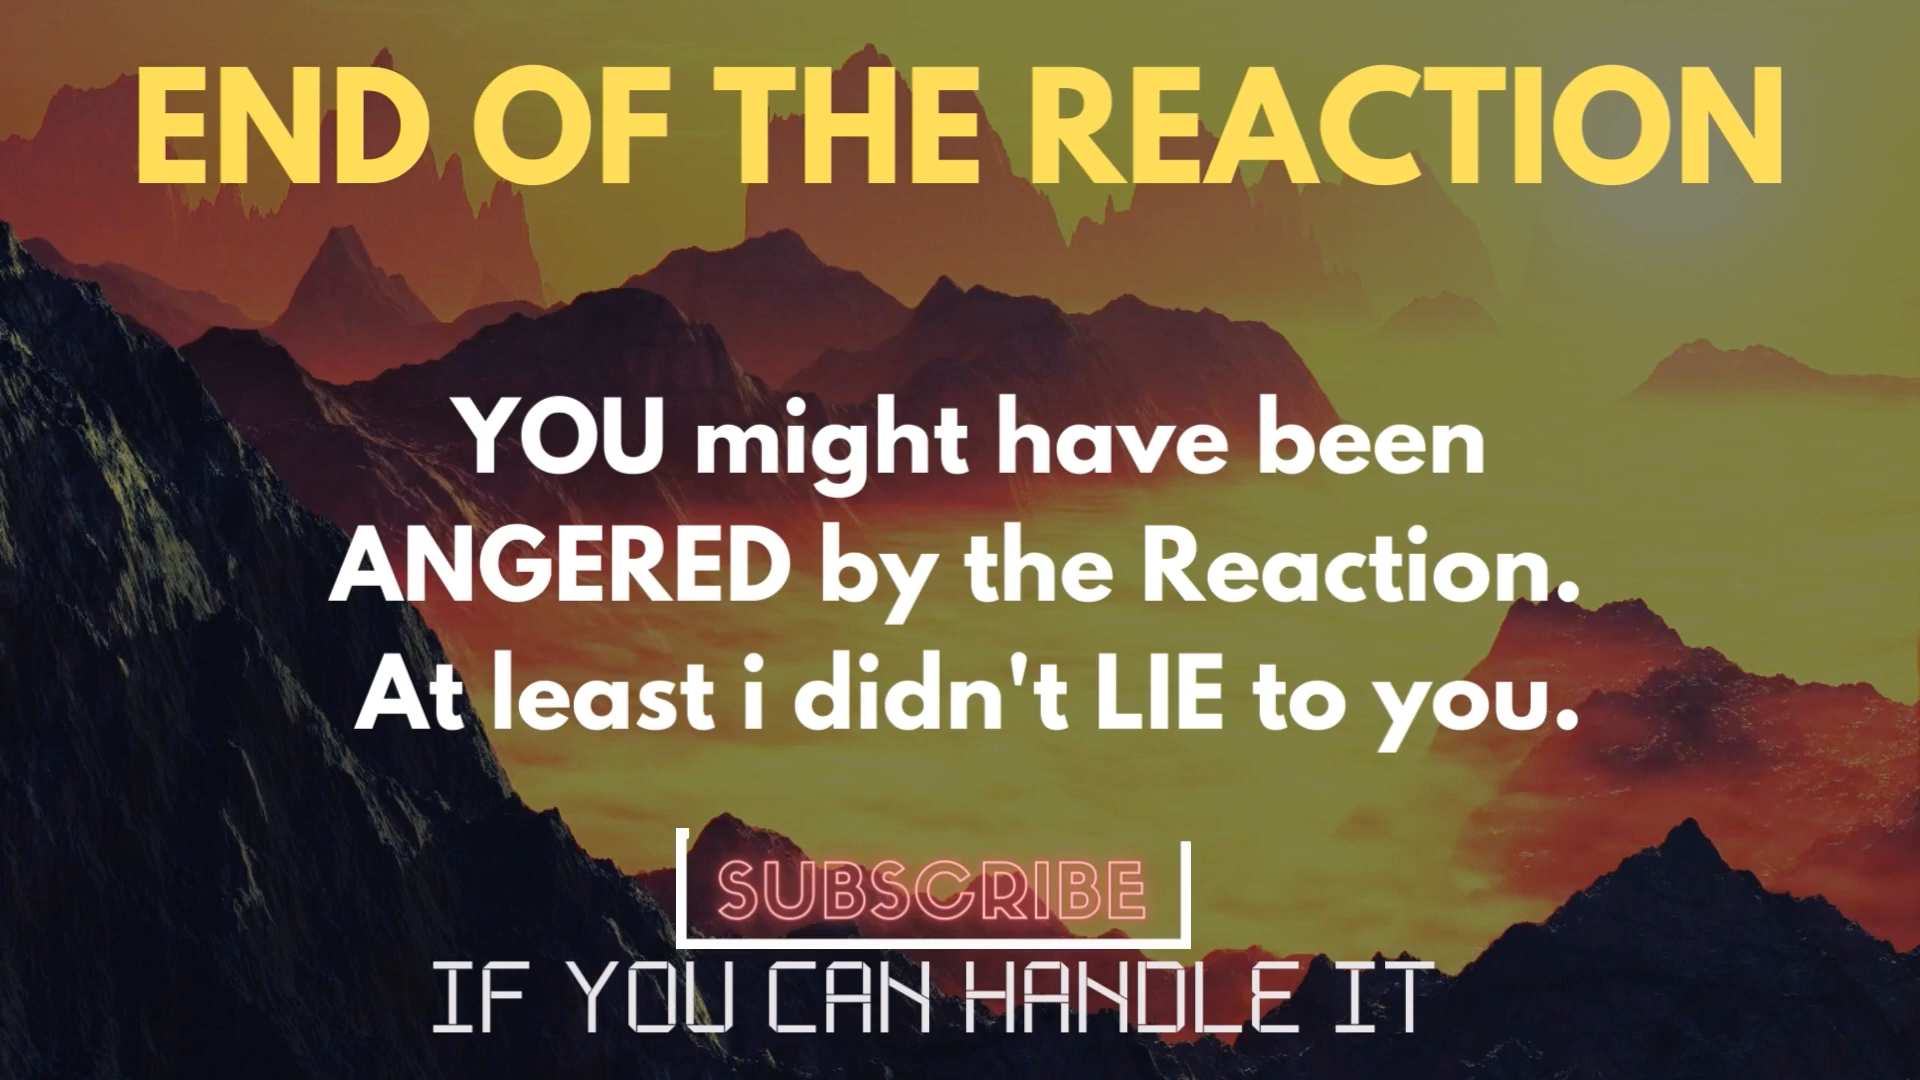 END OF THE REACTION
YOU might have been
ANGERED by the Reaction.
At least i didn't LIE to you.
SUBSCRIBE
IF YOU CAN HANDLE IT